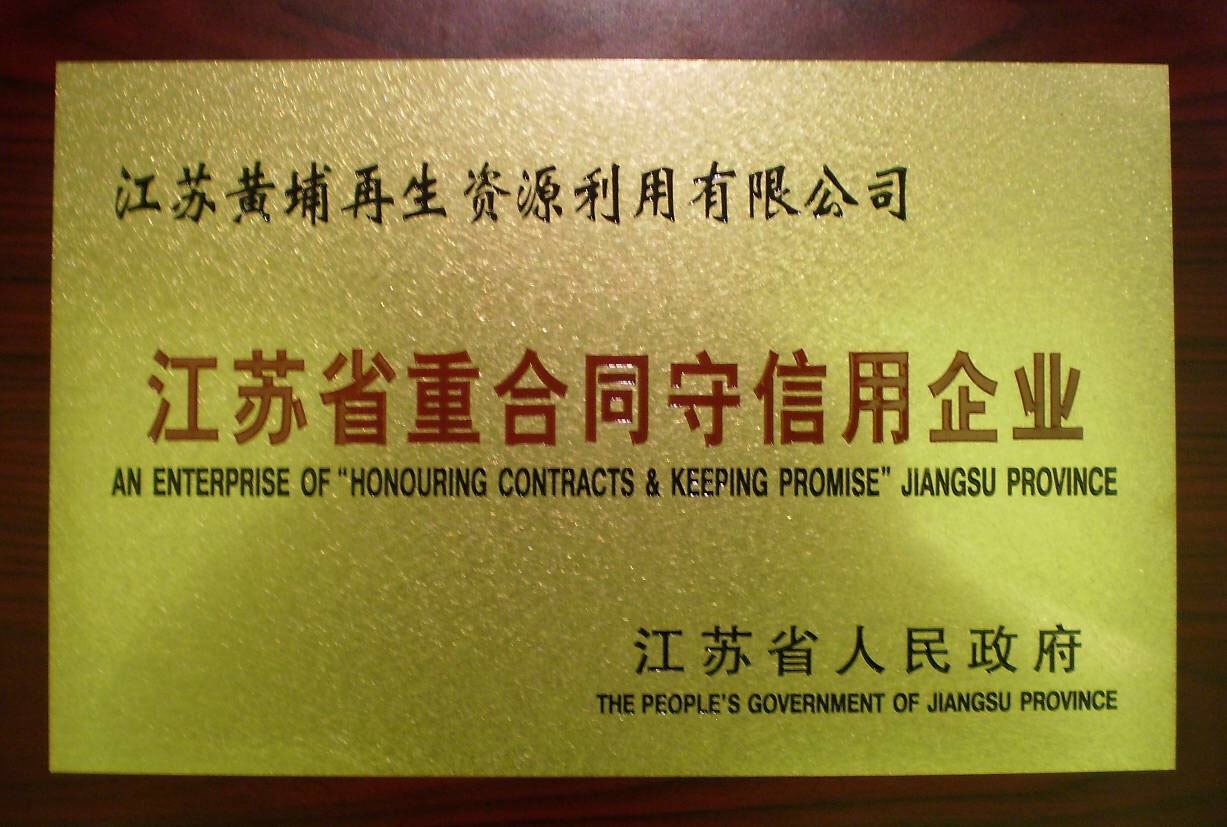 江苏黄埔再生资源利用有限公司
江苏省重合同守信用企业
AN ENTERPRISE OF “HONOURING CONTRACTS & KEEPING PROMISE” JIANGSU PROVINCE
江苏省人民政府
THE PEOPLE'S GOVERNMENT OF JIANGSU PROVINCE